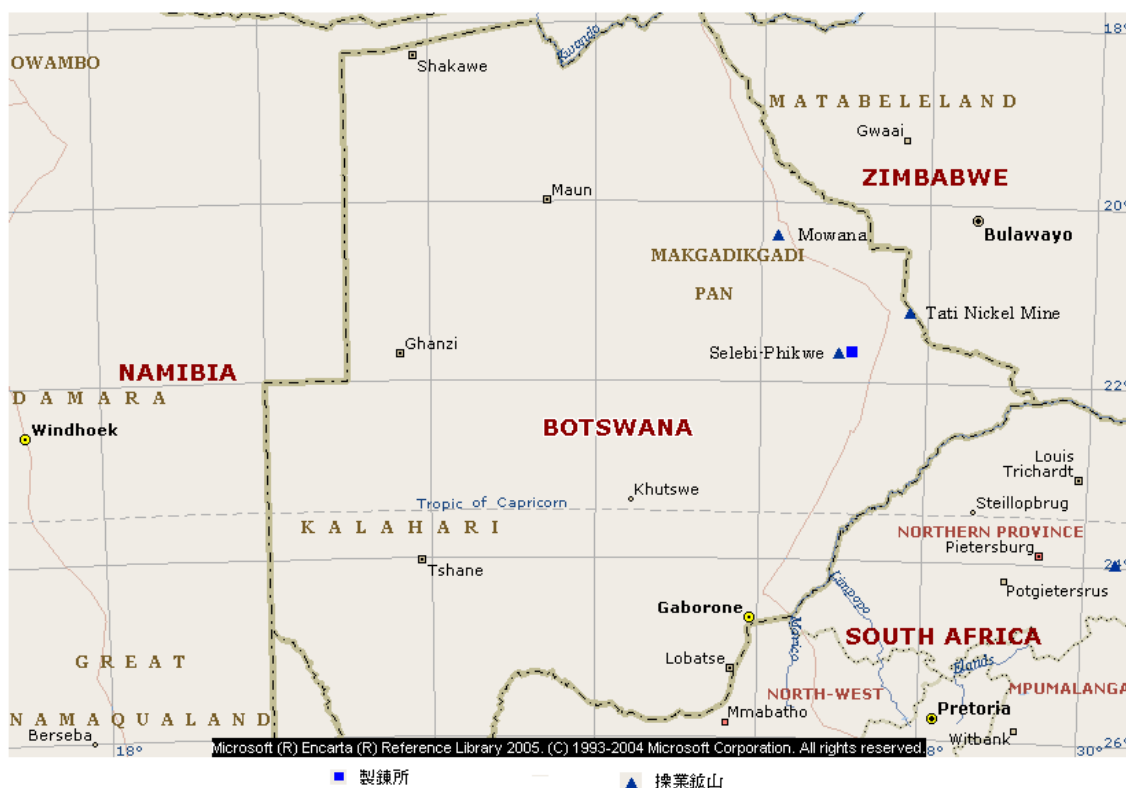 18°
OWAMBO
Shakawe
Kwando
MATABELELAND
Gwaai
ZIMBABWE
Maun
20°
Mowana
Bulawayo
MAKGADIKGADI
PAN
Tati Nickel Mine
Ghanzi
Selebi-Phikwe
NAMIBIA
22°
DAMARA
BOTSWANA
Windhoek
Louis
Trichardt
Khutswe
Tropic of Capricorn
Steillopbrug
KALAHARI
NORTHERN PROVINCE
Pietersburg
Tshane
24°
Limpopo
Potgietersrus
Gaborone
Marico
SOUTH AFRICA
GREAT
Lobatse
Elands
NORTH-WEST
MPUMALANGA
NAMAQUALAND
Mmabatho
Pretoria
Berseba
Witbank
18°
Microsoft (R) Encarta (R) Reference Library 2005. (C) 1993-2004 Microsoft Corporation. All rights reserved.
8°
30°
26°
製錬所
操業鉱山